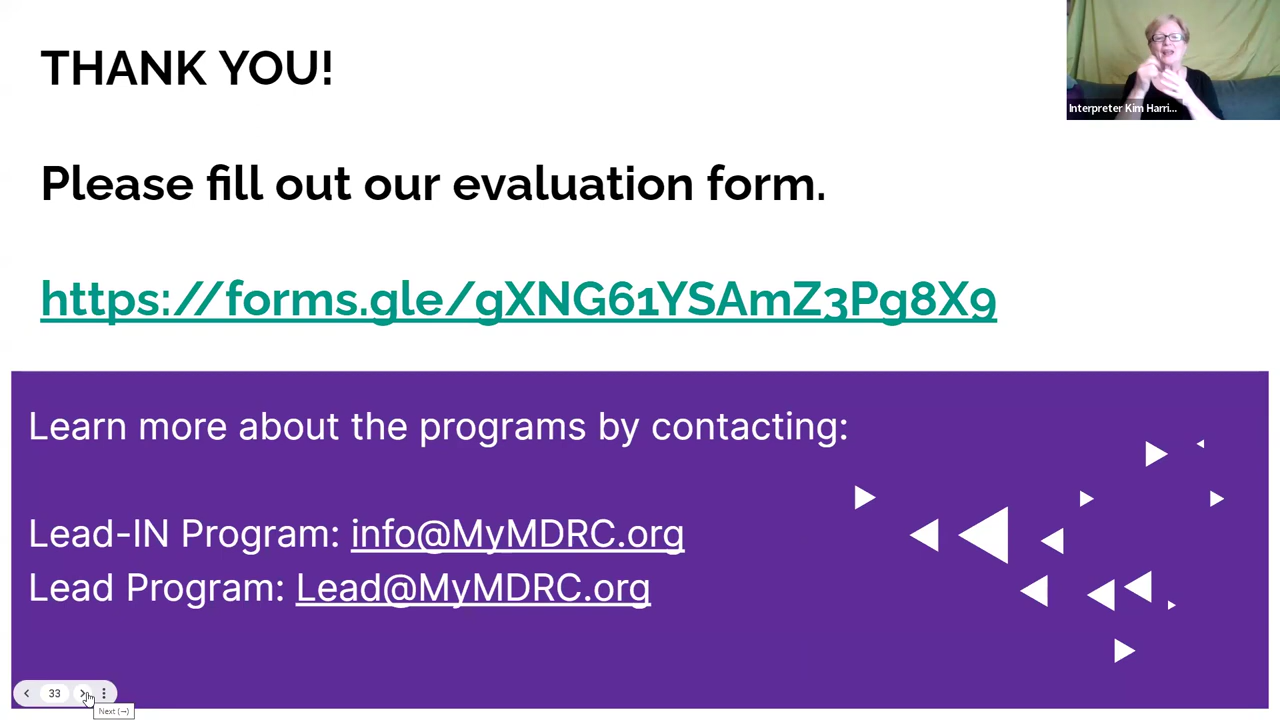 THANK YOU!
Interpreter Kim Harri...
Please fill out our evaluation form.
https://forms.gle/gXNG61YSAmZ3Pg8X9
Learn more about the programs by contacting:
Lead-IN Program: info@MyMDRC.org
Lead Program: Lead@MyMDRC.org
33
Next (→)